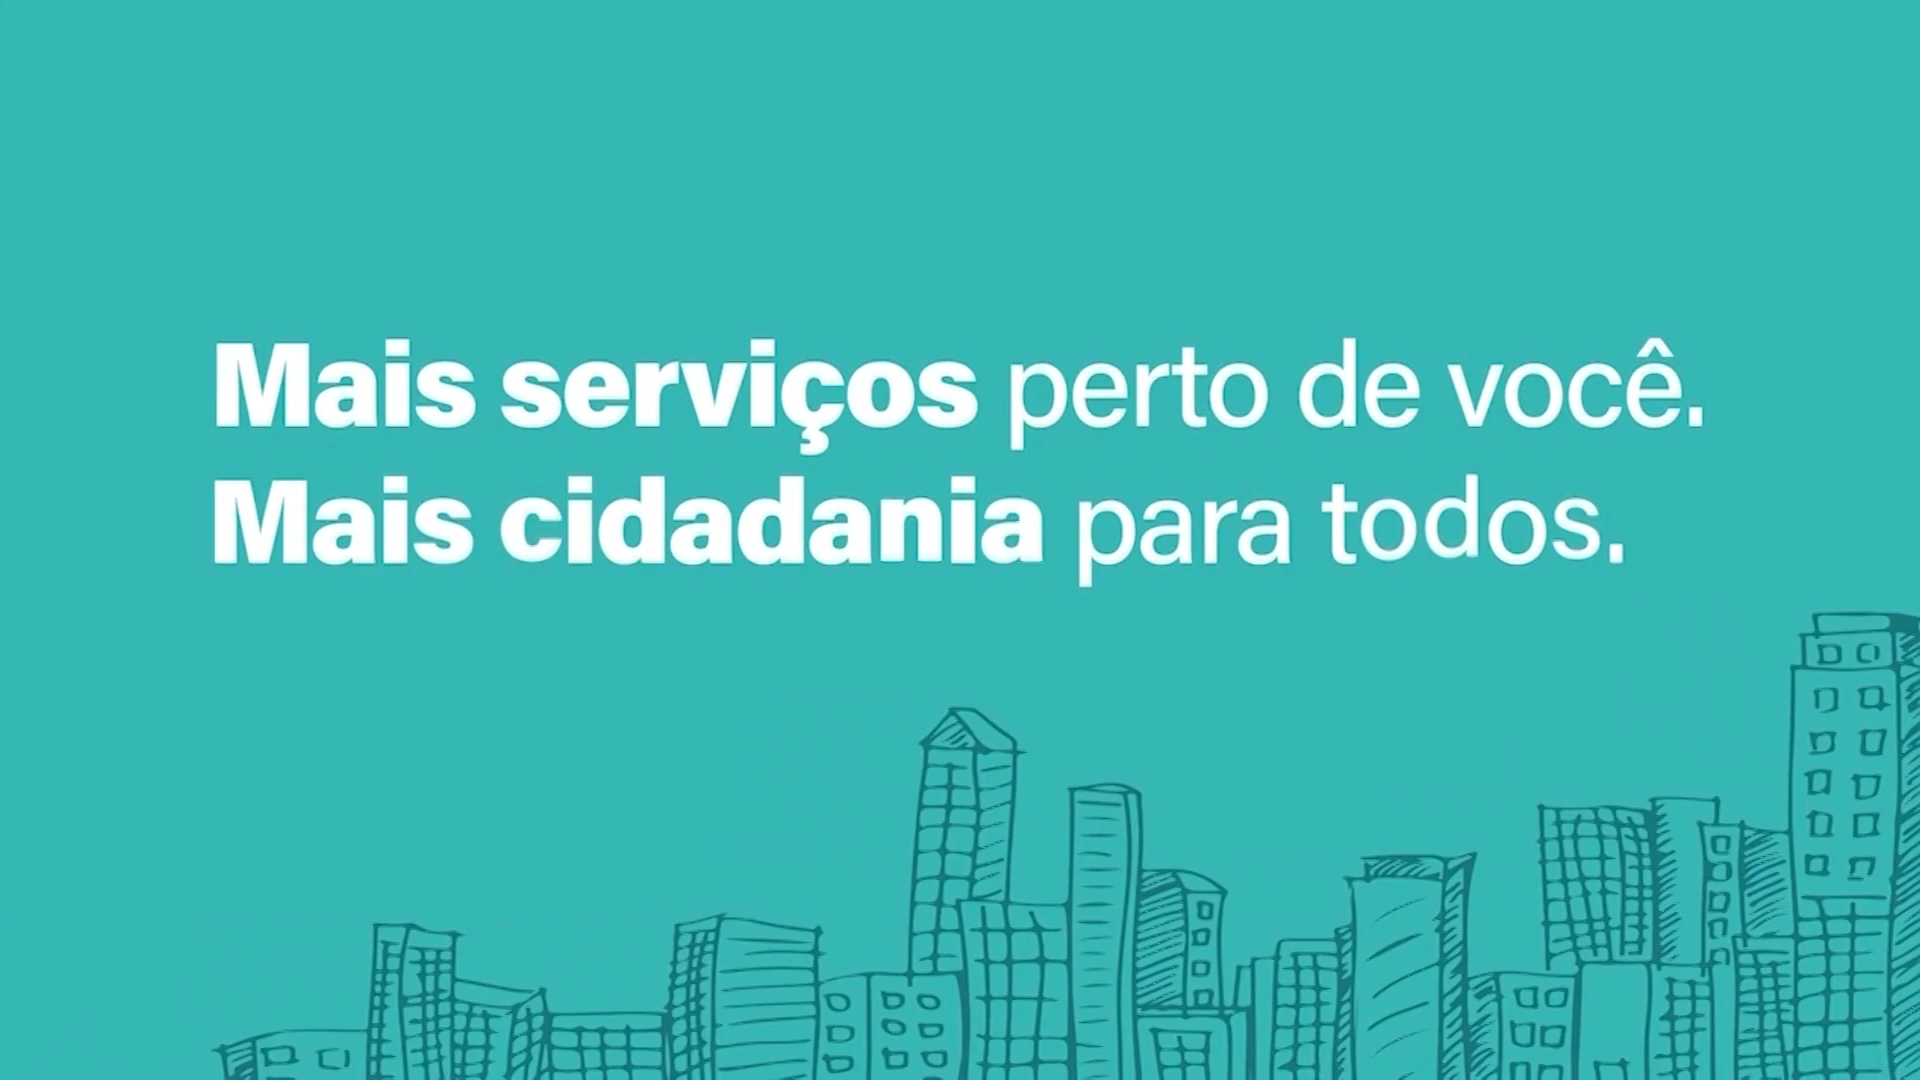 Mais serviços perto de você.
Mais cidadania para todos.